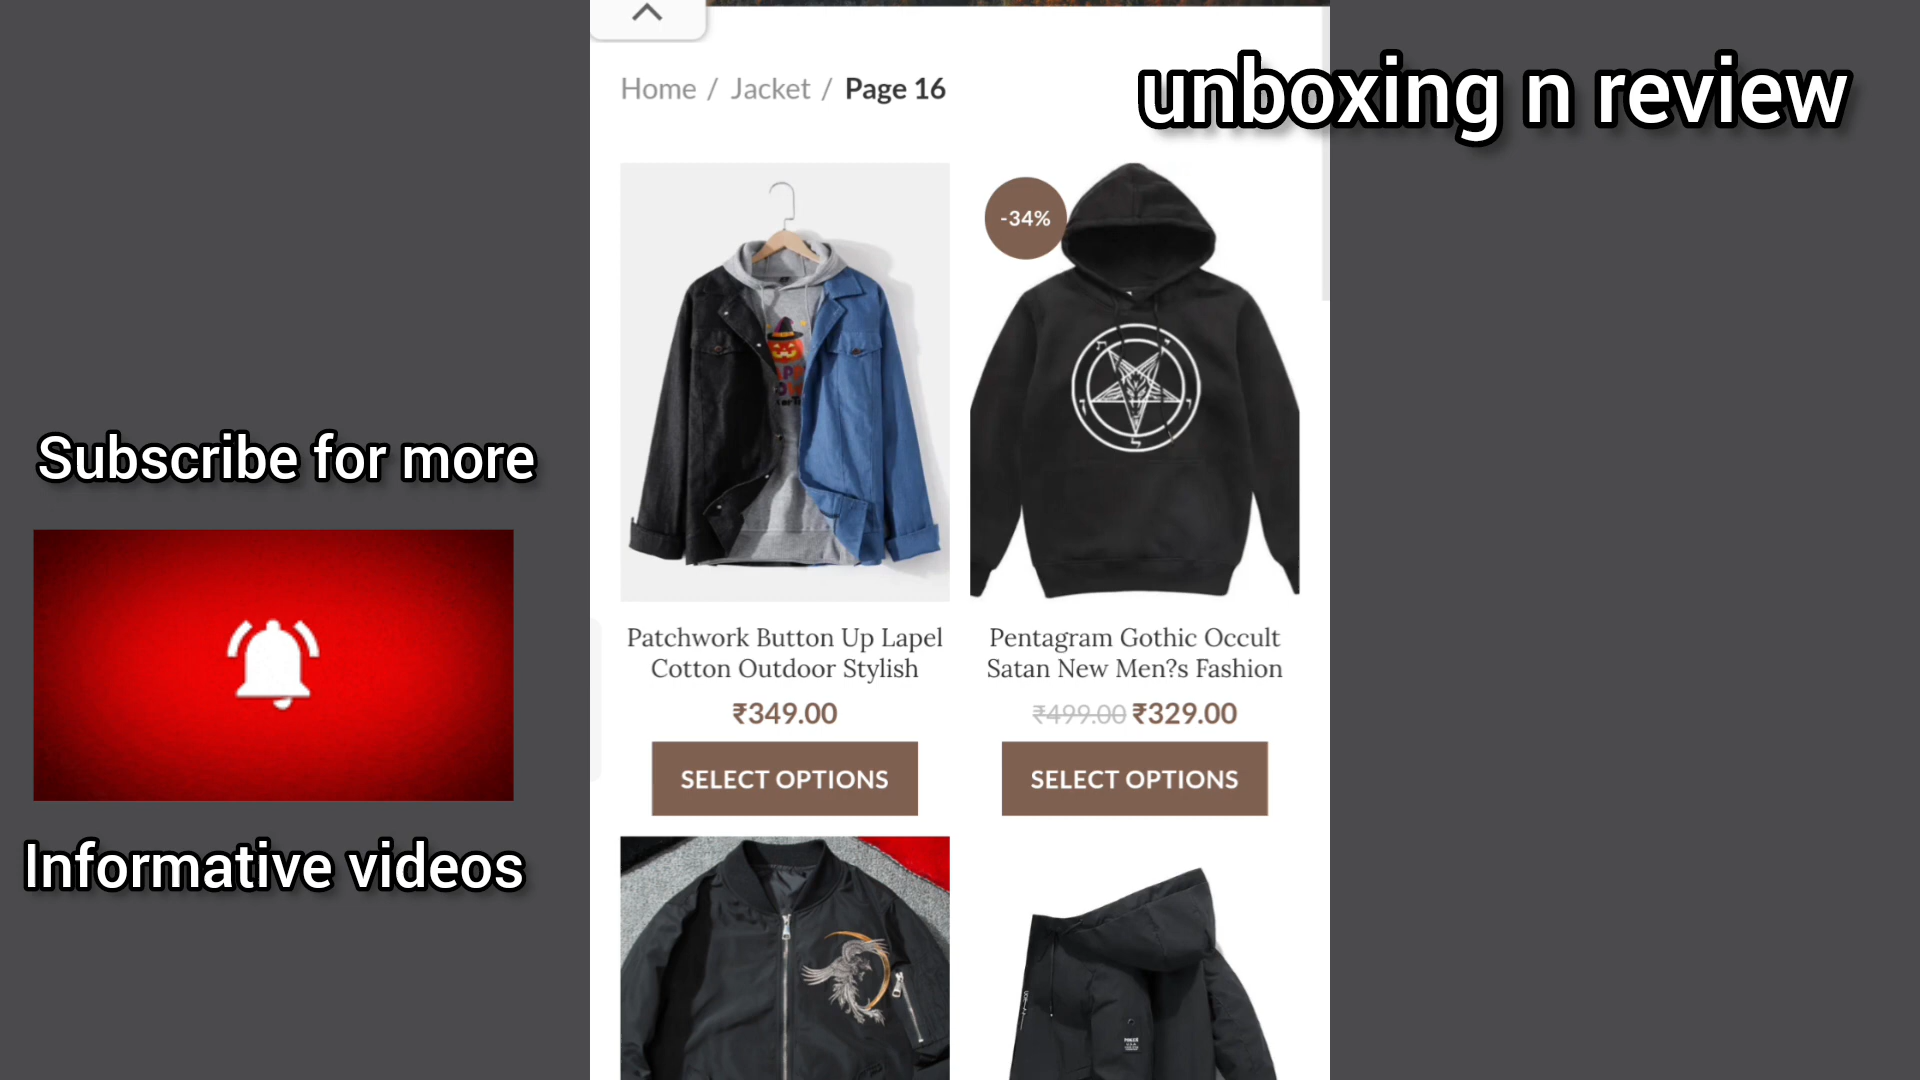 Home / Jacket / Page 16
unboxing n review
-34%
Patchwork Button Up Lapel
Cotton Outdoor Stylish
₹349.00
SELECT OPTIONS
Pentagram Gothic Occult
Satan New Men?s Fashion
₹499.00 ₹329.00
SELECT OPTIONS
Subscribe for more
Informative videos